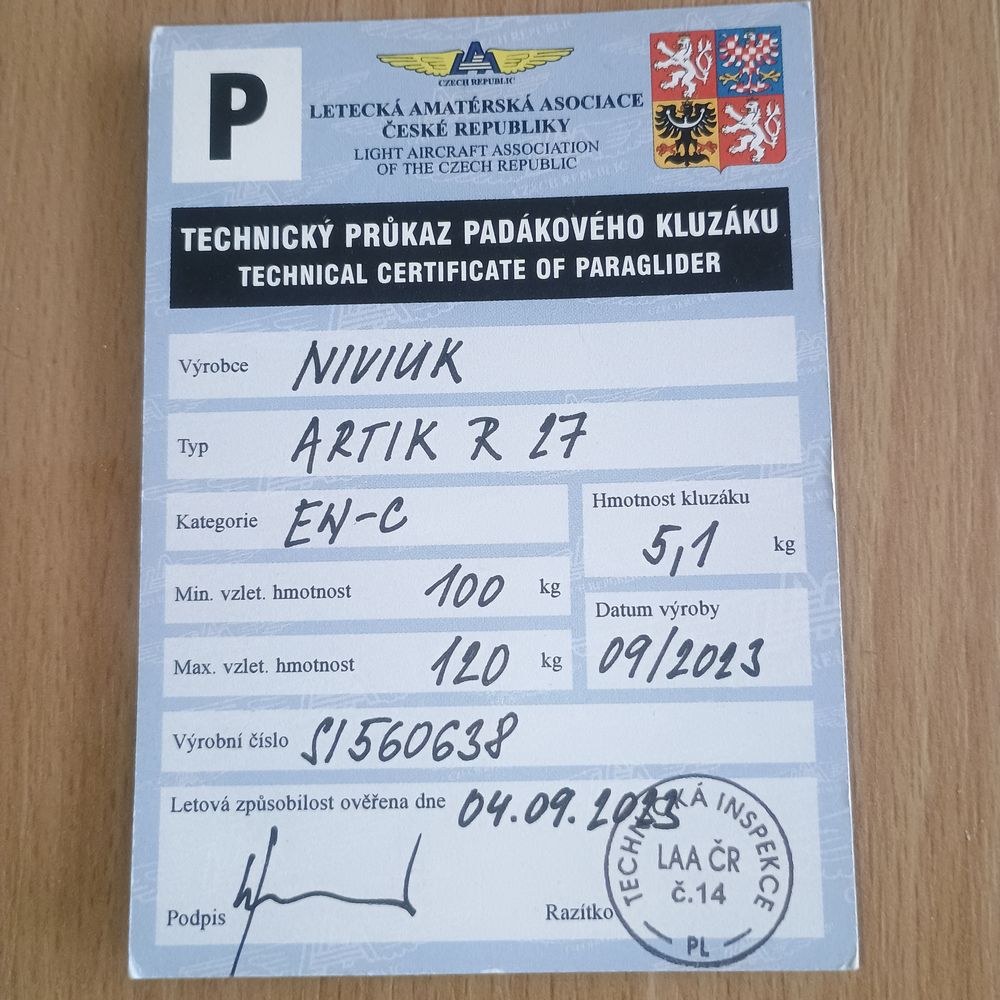 P
LAA
CZECH REPUBLIC
LETECKÁ AMATÉRSKÁ ASOCIACE
ČESKÉ REPUBLIKY
LIGHT AIRCRAFT ASSOCIATION
OF THE CZECH REPUBLIC
TECHNICKÝ PRŮKAZ PADÁKOVÉHO KLUZÁKU
TECHNICAL CERTIFICATE OF PARAGLIDER
Výrobce NIVIUK
Typ ARTIK R 27
Kategorie EN-C
Hmotnost kluzáku
5,1 kg
Min. vzlet. hmotnost 100 kg
Datum výroby
09/2023
Max. vzlet. hmotnost 120 kg
Výrobní číslo S1560638
Letová způsobilost ověřena dne 04.09.2023
Podpis
Razítko
TECHNICKÁ INSPEKCE
LAA ČR
č.14
PL